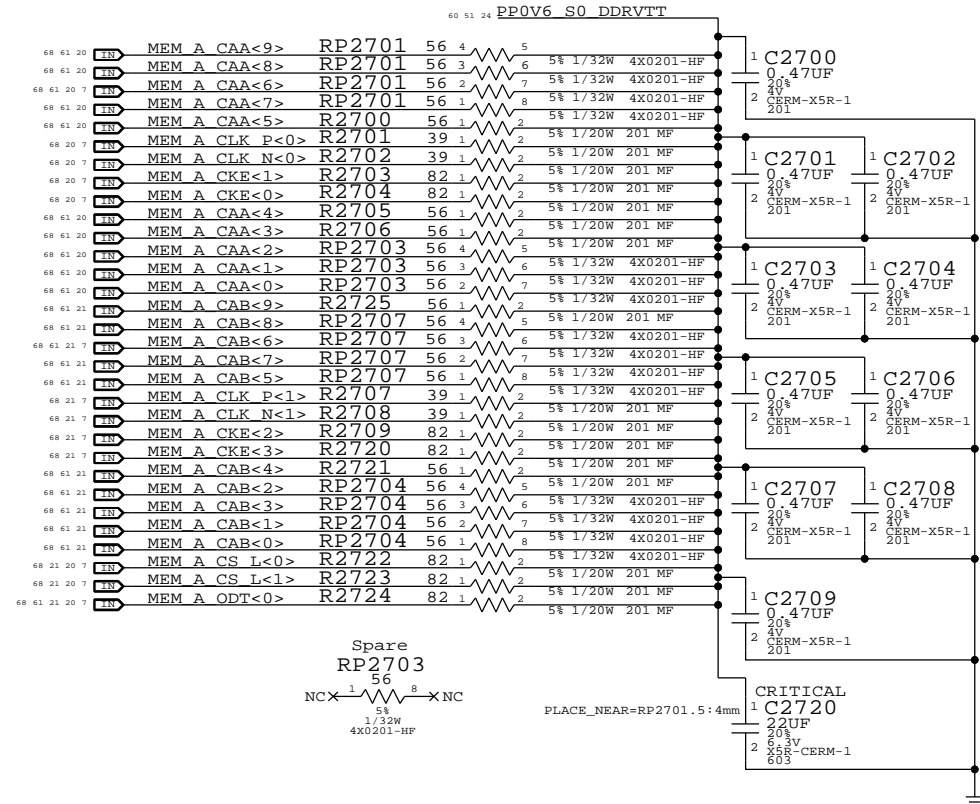 60 51 24 PP0V6_S0_DDRVTT
68 61 20 IN MEM_A_CAA<9> RP2701 56 4 5 5% 1/32W 4X0201-HF
68 61 20 IN MEM_A_CAA<8> RP2701 56 3 6 5% 1/32W 4X0201-HF
68 61 20 7 IN MEM_A_CAA<6> RP2701 56 2 7 5% 1/32W 4X0201-HF
68 61 20 IN MEM_A_CAA<7> RP2701 56 1 8 5% 1/32W 4X0201-HF
68 61 20 IN MEM_A_CAA<5> R2700 56 1 2 5% 1/20W 201 MF
68 20 7 IN MEM_A_CLK_P<0> R2701 39 1 2 5% 1/20W 201 MF
68 20 7 IN MEM_A_CLK_N<0> R2702 39 1 2 5% 1/20W 201 MF
68 20 7 IN MEM_A_CKE<1> R2703 82 1 2 5% 1/20W 201 MF
68 20 7 IN MEM_A_CKE<0> R2704 82 1 2 5% 1/20W 201 MF
68 61 20 IN MEM_A_CAA<4> R2705 56 1 2 5% 1/20W 201 MF
68 61 20 IN MEM_A_CAA<3> R2706 56 1 2 5% 1/20W 201 MF
68 61 20 IN MEM_A_CAA<2> RP2703 56 4 5 5% 1/32W 4X0201-HF
68 61 20 IN MEM_A_CAA<1> RP2703 56 3 6 5% 1/32W 4X0201-HF
68 61 20 IN MEM_A_CAA<0> RP2703 56 2 7 5% 1/32W 4X0201-HF
68 61 21 IN MEM_A_CAB<9> R2725 56 1 2 5% 1/20W 201 MF
68 61 21 IN MEM_A_CAB<8> RP2707 56 4 5 5% 1/32W 4X0201-HF
68 61 21 7 IN MEM_A_CAB<6> RP2707 56 3 6 5% 1/32W 4X0201-HF
68 61 21 IN MEM_A_CAB<7> RP2707 56 2 7 5% 1/32W 4X0201-HF
68 61 21 IN MEM_A_CAB<5> RP2707 56 1 8 5% 1/32W 4X0201-HF
68 21 7 IN MEM_A_CLK_P<1> R2707 39 1 2 5% 1/20W 201 MF
68 21 7 IN MEM_A_CLK_N<1> R2708 39 1 2 5% 1/20W 201 MF
68 21 7 IN MEM_A_CKE<2> R2709 82 1 2 5% 1/20W 201 MF
68 21 7 IN MEM_A_CKE<3> R2720 82 1 2 5% 1/20W 201 MF
68 61 21 IN MEM_A_CAB<4> R2721 56 1 2 5% 1/20W 201 MF
68 61 21 IN MEM_A_CAB<2> RP2704 56 4 5 5% 1/32W 4X0201-HF
68 61 21 IN MEM_A_CAB<3> RP2704 56 3 6 5% 1/32W 4X0201-HF
68 61 21 IN MEM_A_CAB<1> RP2704 56 2 7 5% 1/32W 4X0201-HF
68 61 21 IN MEM_A_CAB<0> RP2704 56 1 8 5% 1/32W 4X0201-HF
68 21 20 7 IN MEM_A_CS_L<0> R2722 82 1 2 5% 1/20W 201 MF
68 21 20 7 IN MEM_A_CS_L<1> R2723 82 1 2 5% 1/20W 201 MF
68 61 21 20 7 IN MEM_A_ODT<0> R2724 82 1 2 5% 1/20W 201 MF
1 C2700
0.47UF
20%
4V
2 CERM-X5R-1
201
1 C2701
0.47UF
20%
4V
2 CERM-X5R-1
201
1 C2702
0.47UF
20%
4V
2 CERM-X5R-1
201
1 C2703
0.47UF
20%
4V
2 CERM-X5R-1
201
1 C2704
0.47UF
20%
4V
2 CERM-X5R-1
201
1 C2705
0.47UF
20%
4V
2 CERM-X5R-1
201
1 C2706
0.47UF
20%
4V
2 CERM-X5R-1
201
1 C2707
0.47UF
20%
4V
2 CERM-X5R-1
201
1 C2708
0.47UF
20%
4V
2 CERM-X5R-1
201
1 C2709
0.47UF
20%
4V
2 CERM-X5R-1
201
Spare
RP2703
56
NC 1 8 NC
5%
1/32W
4X0201-HF
CRITICAL
PLACE_NEAR=RP2701.5:4mm
1 C2720
22UF
20%
6.3V
2 X5R-CERM-1
603